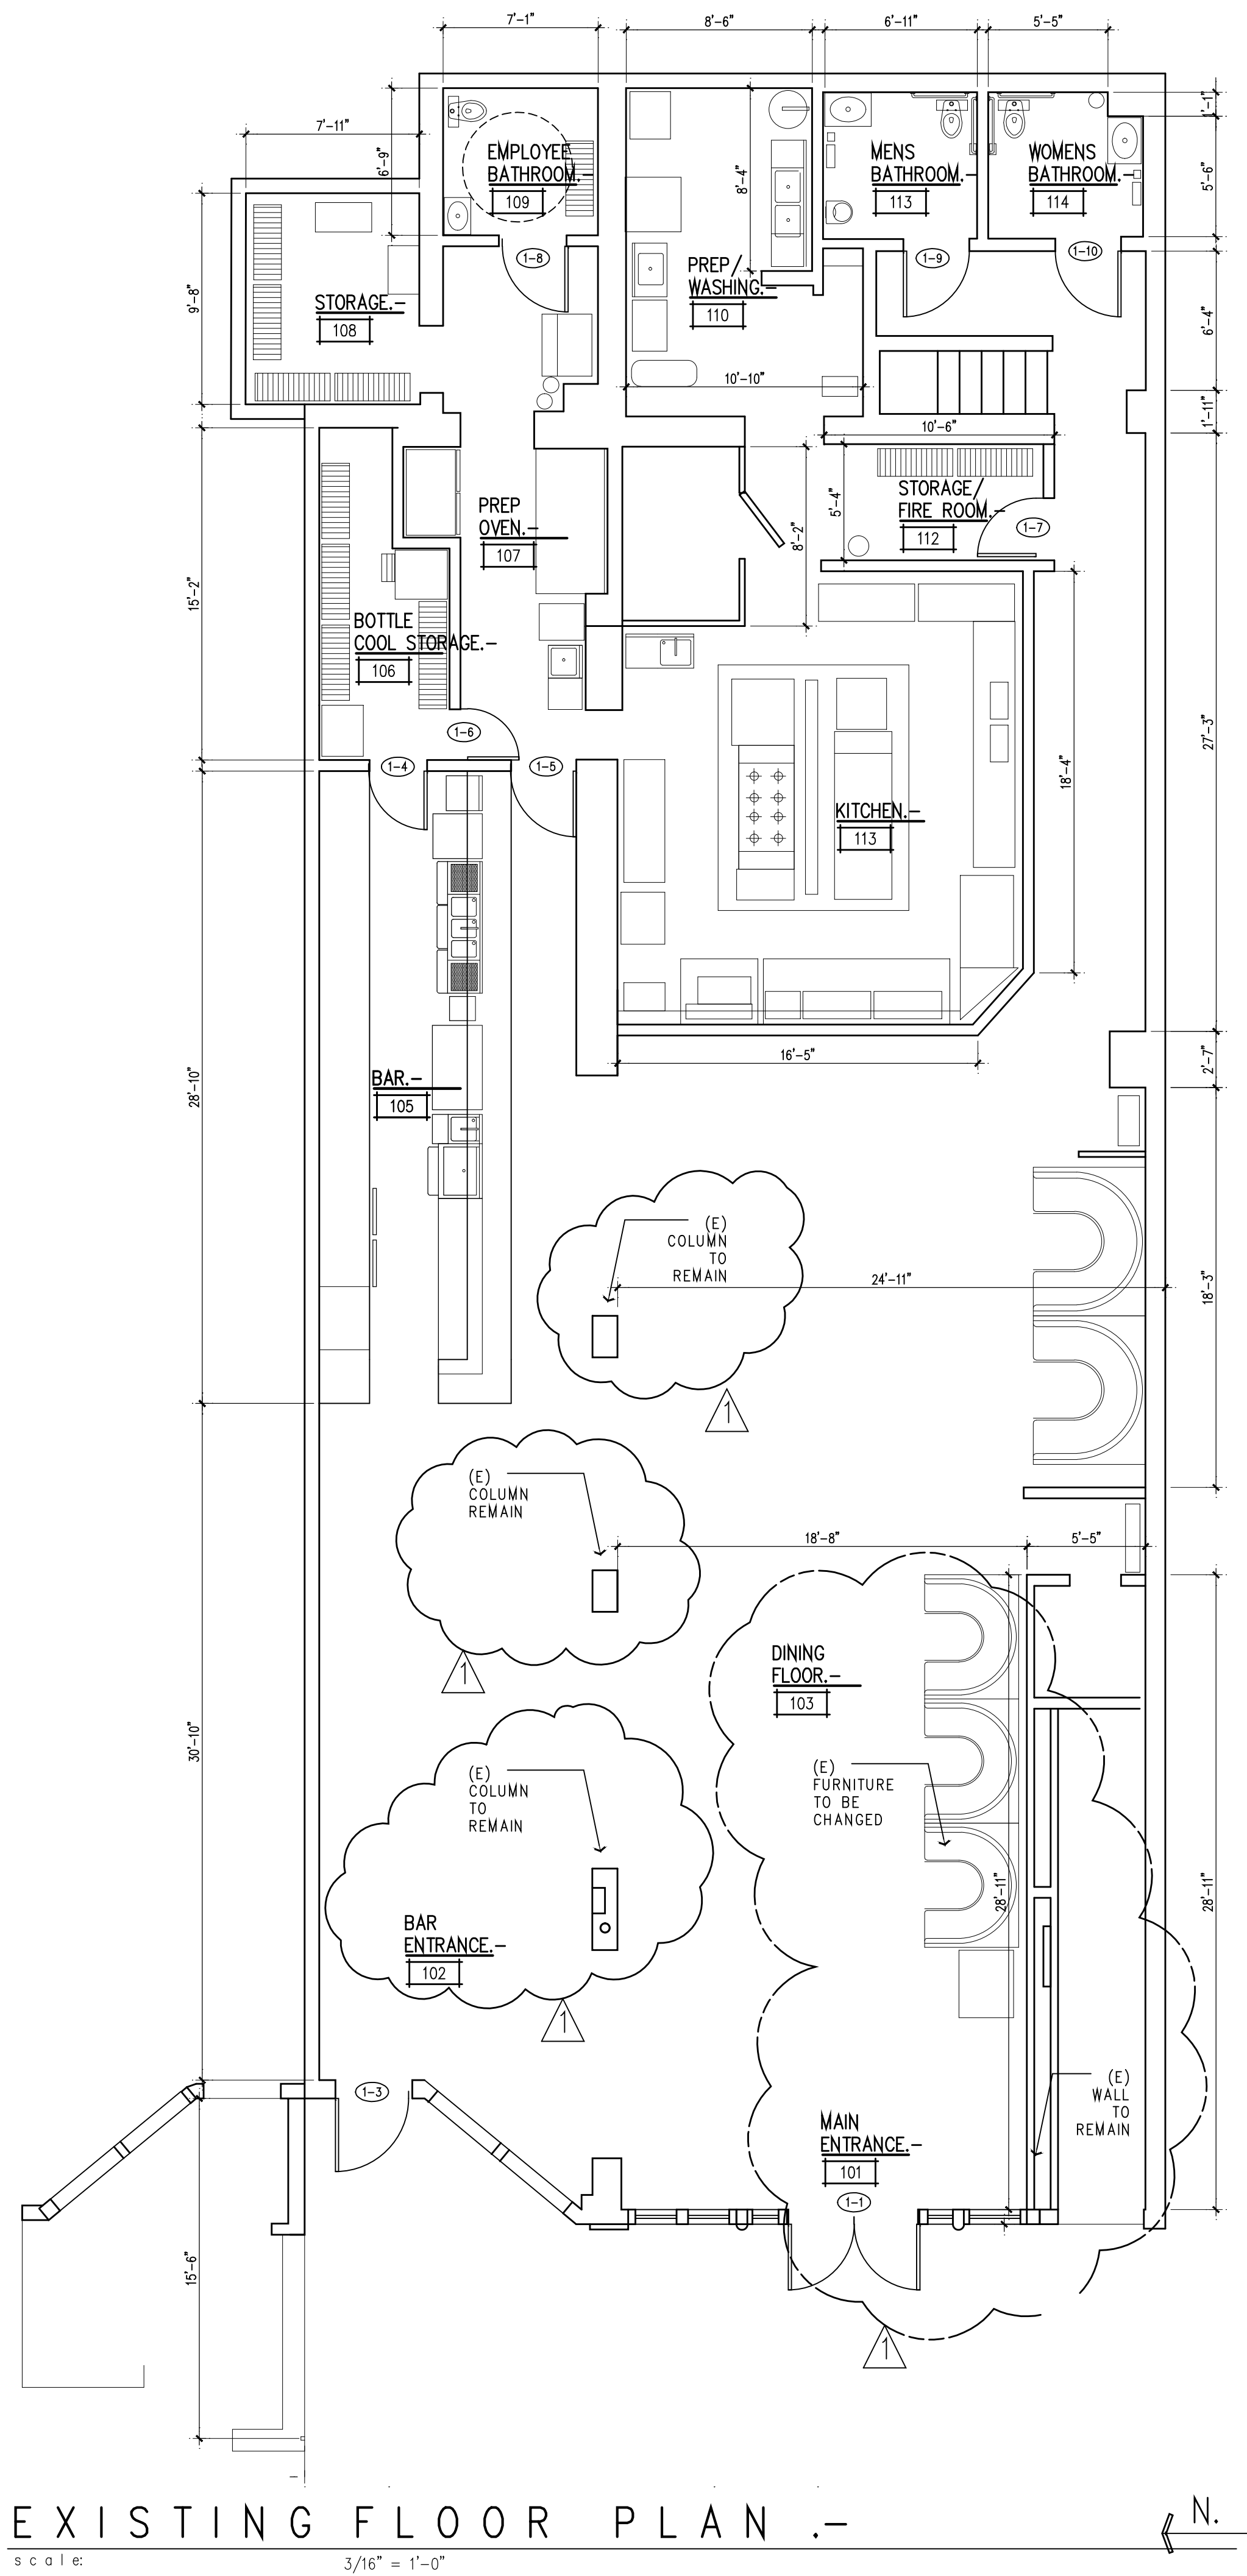 7'-1"
8'-6"
6'-11"
5'-5"
7'-11"
6'-9"
1'-1"
EMPLOYEE
BATHROOM.-
109
8'-4"
MENS
BATHROOM.-
113
WOMENS
BATHROOM.-
114
5'-6"
1-8
1-9
1-10
PREP/
WASHING.-
110
9'-8"
STORAGE.-
108
6'-4"
10'-10"
1'-11"
10'-6"
STORAGE/
FIRE ROOM.-
112
5'-4"
1-7
8'-2"
PREP
OVEN.-
107
15'-2"
BOTTLE
COOL STORAGE.-
106
1-6
1-4
1-5
27'-3"
18'-4"
KITCHEN.-
113
16'-5"
2'-7"
28'-10"
BAR.-
105
(E)
COLUMN
TO
REMAIN
24'-11"
18'-3"
1
(E)
COLUMN
REMAIN
18'-8"
5'-5"
1
DINING
FLOOR.-
103
30'-10"
(E)
COLUMN
TO
REMAIN
(E)
FURNITURE
TO BE
CHANGED
28'-11"
28'-11"
BAR
ENTRANCE.-
102
1
1-3
(E)
WALL
TO
REMAIN
MAIN
ENTRANCE.-
101
1-1
15'-6"
1
EXISTING FLOOR PLAN .-
N.
scale:
3/16" = 1'-0"